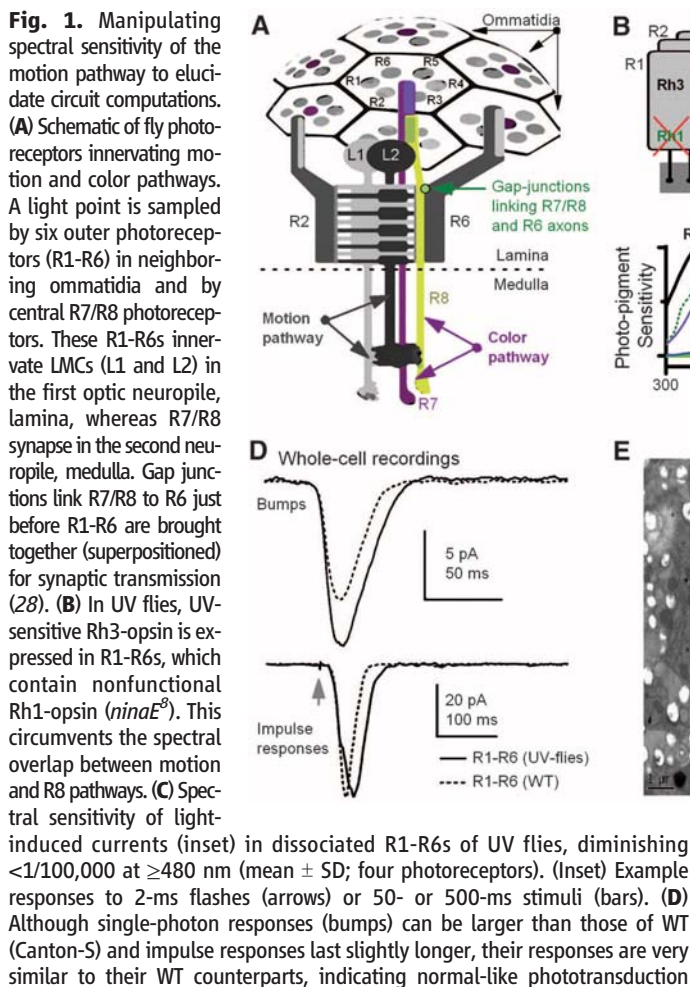 Fig. 1. Manipulating
spectral sensitivity of the
motion pathway to eluci-
date circuit computations.
(A) Schematic of fly photo-
receptors innervating mo-
tion and color pathways.
A light point is sampled
by six outer photorecep-
tors (R1-R6) in neighbor-
ing ommatidia and by
central R7/R8 photorecep-
tors. These R1-R6s inner-
vate LMCs (L1 and L2) in
the first optic neuropile,
lamina, whereas R7/R8
synapse in the second neu-
ropile, medulla. Gap junc-
tions link R7/R8 to R6 just
before R1-R6 are brought
together (superpositioned)
for synaptic transmission
(28). (B) In UV flies, UV-
sensitive Rh3-opsin is ex-
pressed in R1-R6s, which
contain nonfunctional
Rh1-opsin (ninaE⁸). This
circumvents the spectral
overlap between motion
and R8 pathways. (C) Spec-
tral sensitivity of light-
induced currents (inset) in dissociated R1-R6s of UV flies, diminishing
<1/100,000 at ≥480 nm (mean ± SD; four photoreceptors). (Inset) Example
responses to 2-ms flashes (arrows) or 50- or 500-ms stimuli (bars). (D)
Although single-photon responses (bumps) can be larger than those of WT
(Canton-S) and impulse responses last slightly longer, their responses are very
similar to their WT counterparts, indicating normal-like phototransduction
A
Ommatidia
R6
R5
R1
R4
R2
R3
L1
L2
R2
R6
Gap-junctions
linking R7/R8
and R6 axons
Lamina
Medulla
R8
Motion
pathway
Color
pathway
R7
B
R2
R1
Rh3
Rh1
R
Photo-pigment
Sensitivity
300
D
Whole-cell recordings
Bumps
5 pA
50 ms
20 pA
100 ms
Impulse
responses
R1-R6 (UV-flies)
R1-R6 (WT)
E